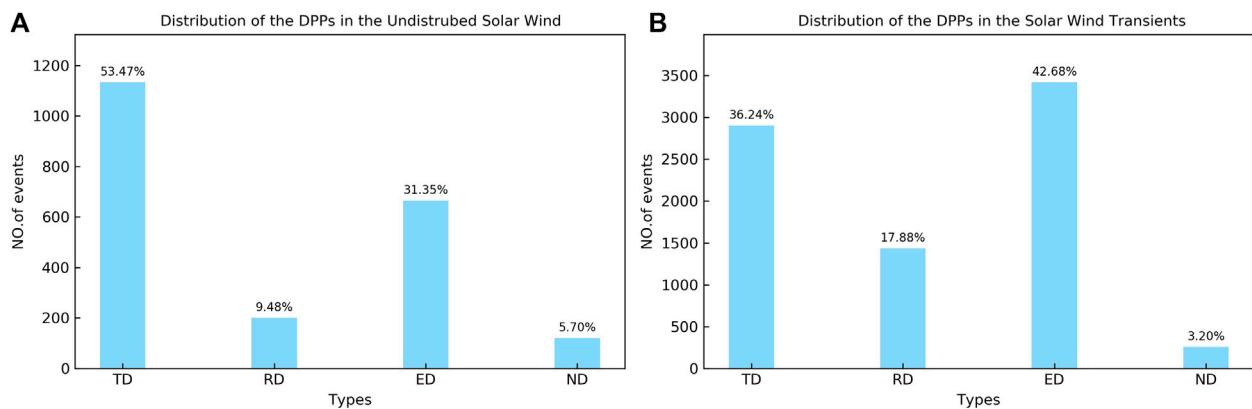 A
Distribution of the DPPs in the Undistrubed Solar Wind
NO.of events
1200
1000
800
600
400
200
0
53.47%
9.48%
31.35%
5.70%
TD
RD
ED
ND
Types
B
Distribution of the DPPs in the Solar Wind Transients
NO.of events
3500
3000
2500
2000
1500
1000
500
0
36.24%
17.88%
42.68%
3.20%
TD
RD
ED
ND
Types